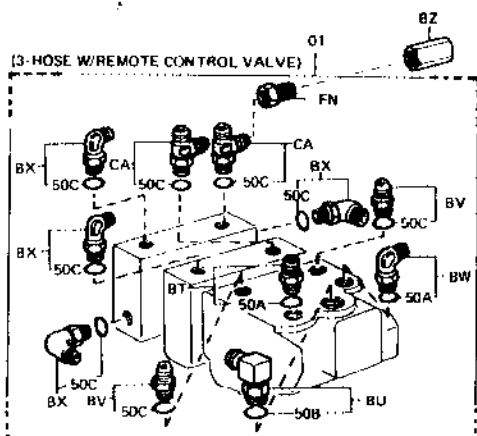 BZ
01
(3-HOSE W/REMOTE CONTROL VALVE)
FN
CA
BX
CA
BX
50C
50C
50C
50C
BV
50C
BX
50C
BW
BT
50A
50A
BX
50C
BV
50C
50B
BU